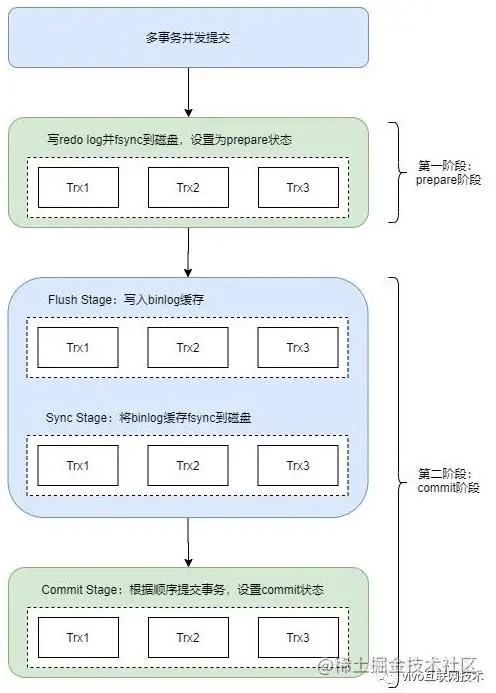 多事务并发提交
写redo log并fsync到磁盘，设置为prepare状态
Trx1
Trx2
Trx3
第一阶段：
prepare阶段
Flush Stage：写入binlog缓存
Trx1
Trx2
Trx3
Sync Stage：将binlog缓存fsync到磁盘
Trx1
Trx2
Trx3
第二阶段：
commit阶段
Commit Stage：根据顺序提交事务，设置commit状态
Trx1
Trx2
Trx3
@稀土掘金技术社区
vivo互联网技术